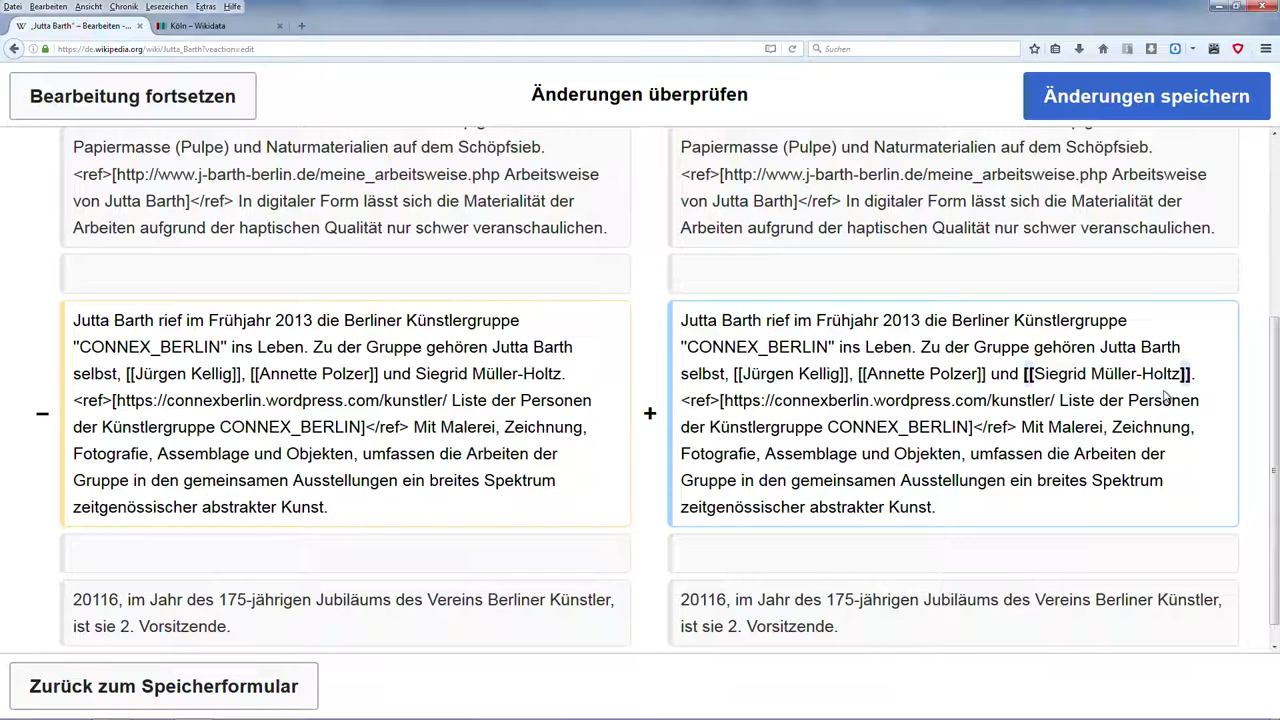 Datei Bearbeiten Ansicht Chronik Lesezeichen Extras Hilfe
W „Jutta Barth“ – Bearbeiten -... × Köln – Wikidata × +
https://de.wikipedia.org/wiki/Jutta_Barth?veaction=edit Suchen
Bearbeitung fortsetzen
Änderungen überprüfen
Änderungen speichern
Papiermasse (Pulpe) und Naturmaterialien auf dem Schöpfsieb.
<ref>[http://www.j-barth-berlin.de/meine_arbeitsweise.php Arbeitsweise
von Jutta Barth]</ref> In digitaler Form lässt sich die Materialität der
Arbeiten aufgrund der haptischen Qualität nur schwer veranschaulichen.
Papiermasse (Pulpe) und Naturmaterialien auf dem Schöpfsieb.
<ref>[http://www.j-barth-berlin.de/meine_arbeitsweise.php Arbeitsweise
von Jutta Barth]</ref> In digitaler Form lässt sich die Materialität der
Arbeiten aufgrund der haptischen Qualität nur schwer veranschaulichen.
–
Jutta Barth rief im Frühjahr 2013 die Berliner Künstlergruppe
"CONNEX_BERLIN" ins Leben. Zu der Gruppe gehören Jutta Barth
selbst, [[Jürgen Kellig]], [[Annette Polzer]] und Siegrid Müller-Holtz.
<ref>[https://connexberlin.wordpress.com/kunstler/ Liste der Personen
der Künstlergruppe CONNEX_BERLIN]</ref> Mit Malerei, Zeichnung,
Fotografie, Assemblage und Objekten, umfassen die Arbeiten der
Gruppe in den gemeinsamen Ausstellungen ein breites Spektrum
zeitgenössischer abstrakter Kunst.
+
Jutta Barth rief im Frühjahr 2013 die Berliner Künstlergruppe
"CONNEX_BERLIN" ins Leben. Zu der Gruppe gehören Jutta Barth
selbst, [[Jürgen Kellig]], [[Annette Polzer]] und [[Siegrid Müller-Holtz]].
<ref>[https://connexberlin.wordpress.com/kunstler/ Liste der Personen
der Künstlergruppe CONNEX_BERLIN]</ref> Mit Malerei, Zeichnung,
Fotografie, Assemblage und Objekten, umfassen die Arbeiten der
Gruppe in den gemeinsamen Ausstellungen ein breites Spektrum
zeitgenössischer abstrakter Kunst.
20116, im Jahr des 175-jährigen Jubiläums des Vereins Berliner Künstler,
ist sie 2. Vorsitzende.
20116, im Jahr des 175-jährigen Jubiläums des Vereins Berliner Künstler,
ist sie 2. Vorsitzende.
Zurück zum Speicherformular